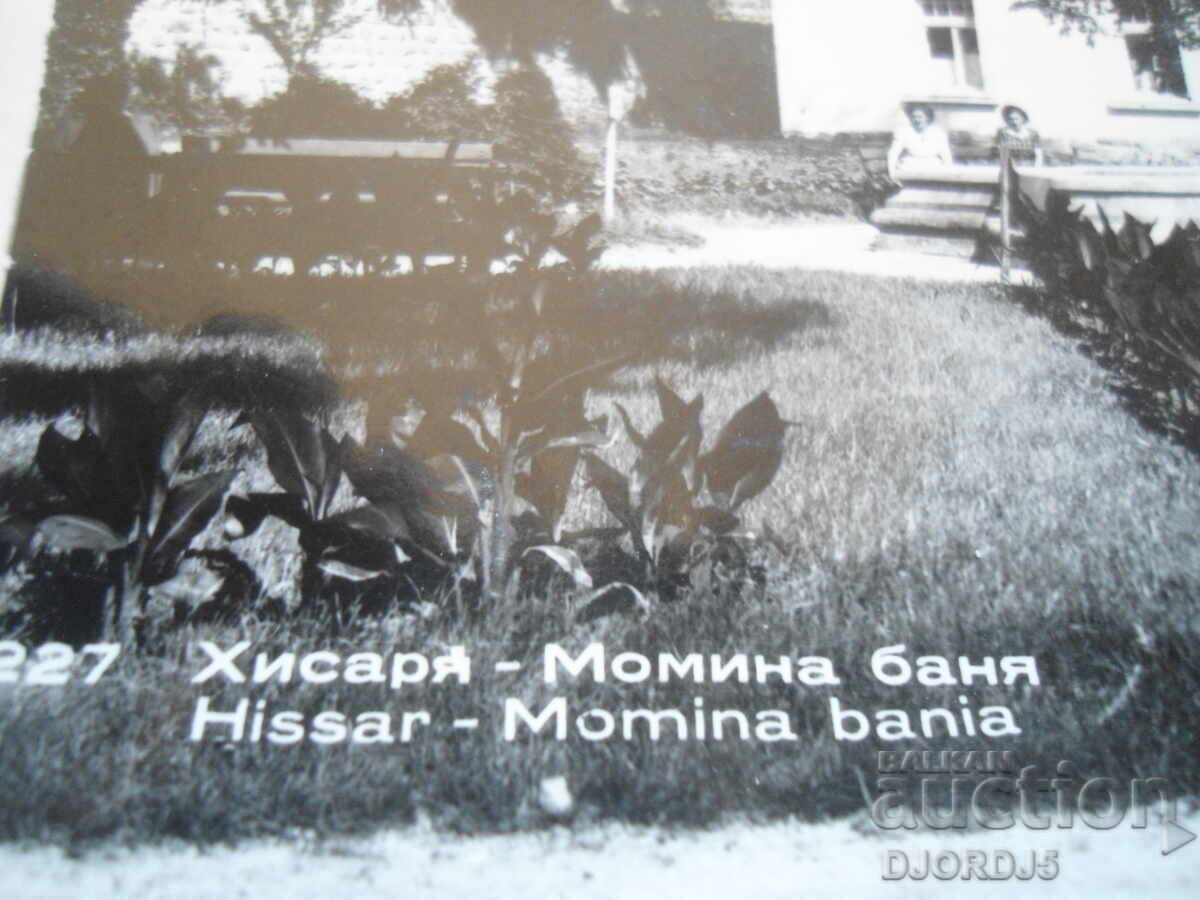 227 Хисаря - Момина баня
Hissar - Momina bania
BALKAN
auction
DJORDJ5